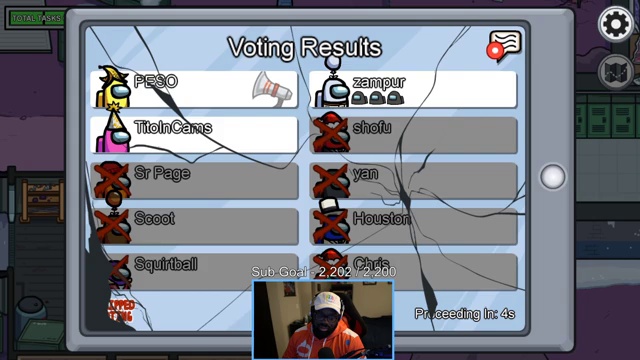 TOTAL TASKS
Voting Results
PESO
zampur
TitoInCams
shofu
Sr Page
yan
Scoot
Houston
Squirtball
Chris
Sub Goal - 2,202 / 2,200
Proceeding In: 4s